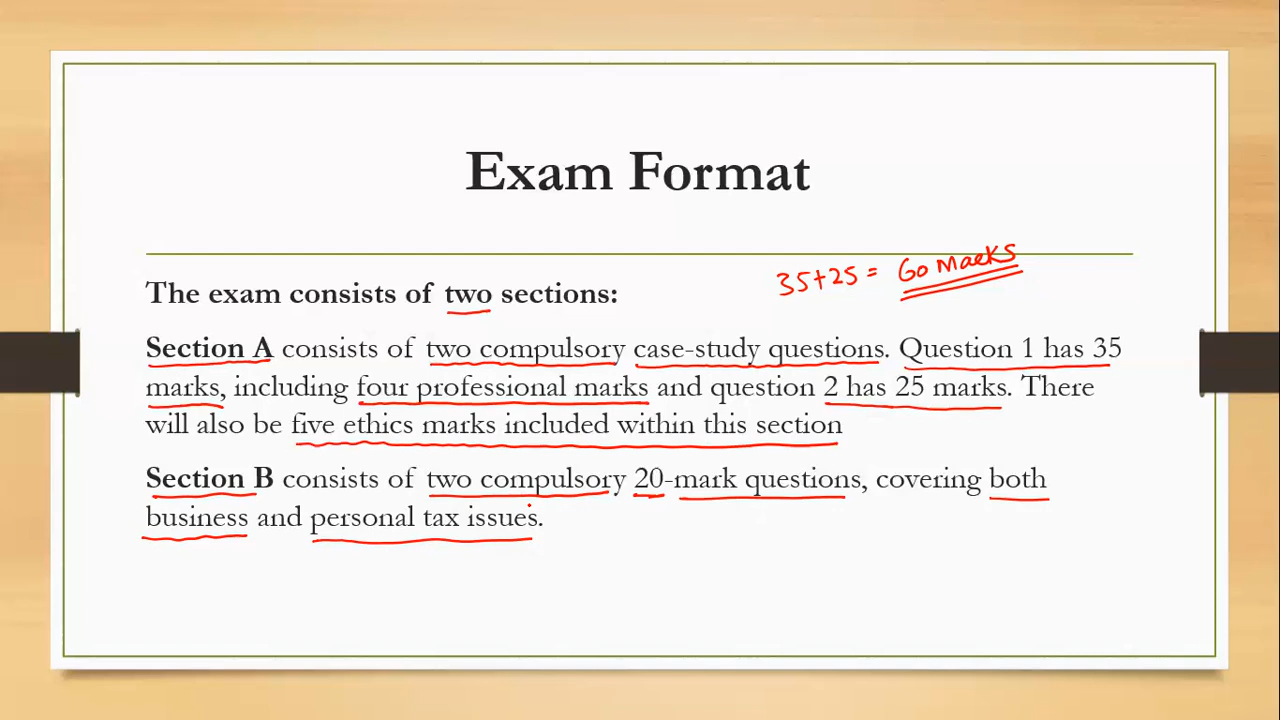 Exam Format
35+25 = 60 Marks
The exam consists of two sections:
Section A consists of two compulsory case-study questions. Question 1 has 35
marks, including four professional marks and question 2 has 25 marks. There
will also be five ethics marks included within this section
Section B consists of two compulsory 20-mark questions, covering both
business and personal tax issues.